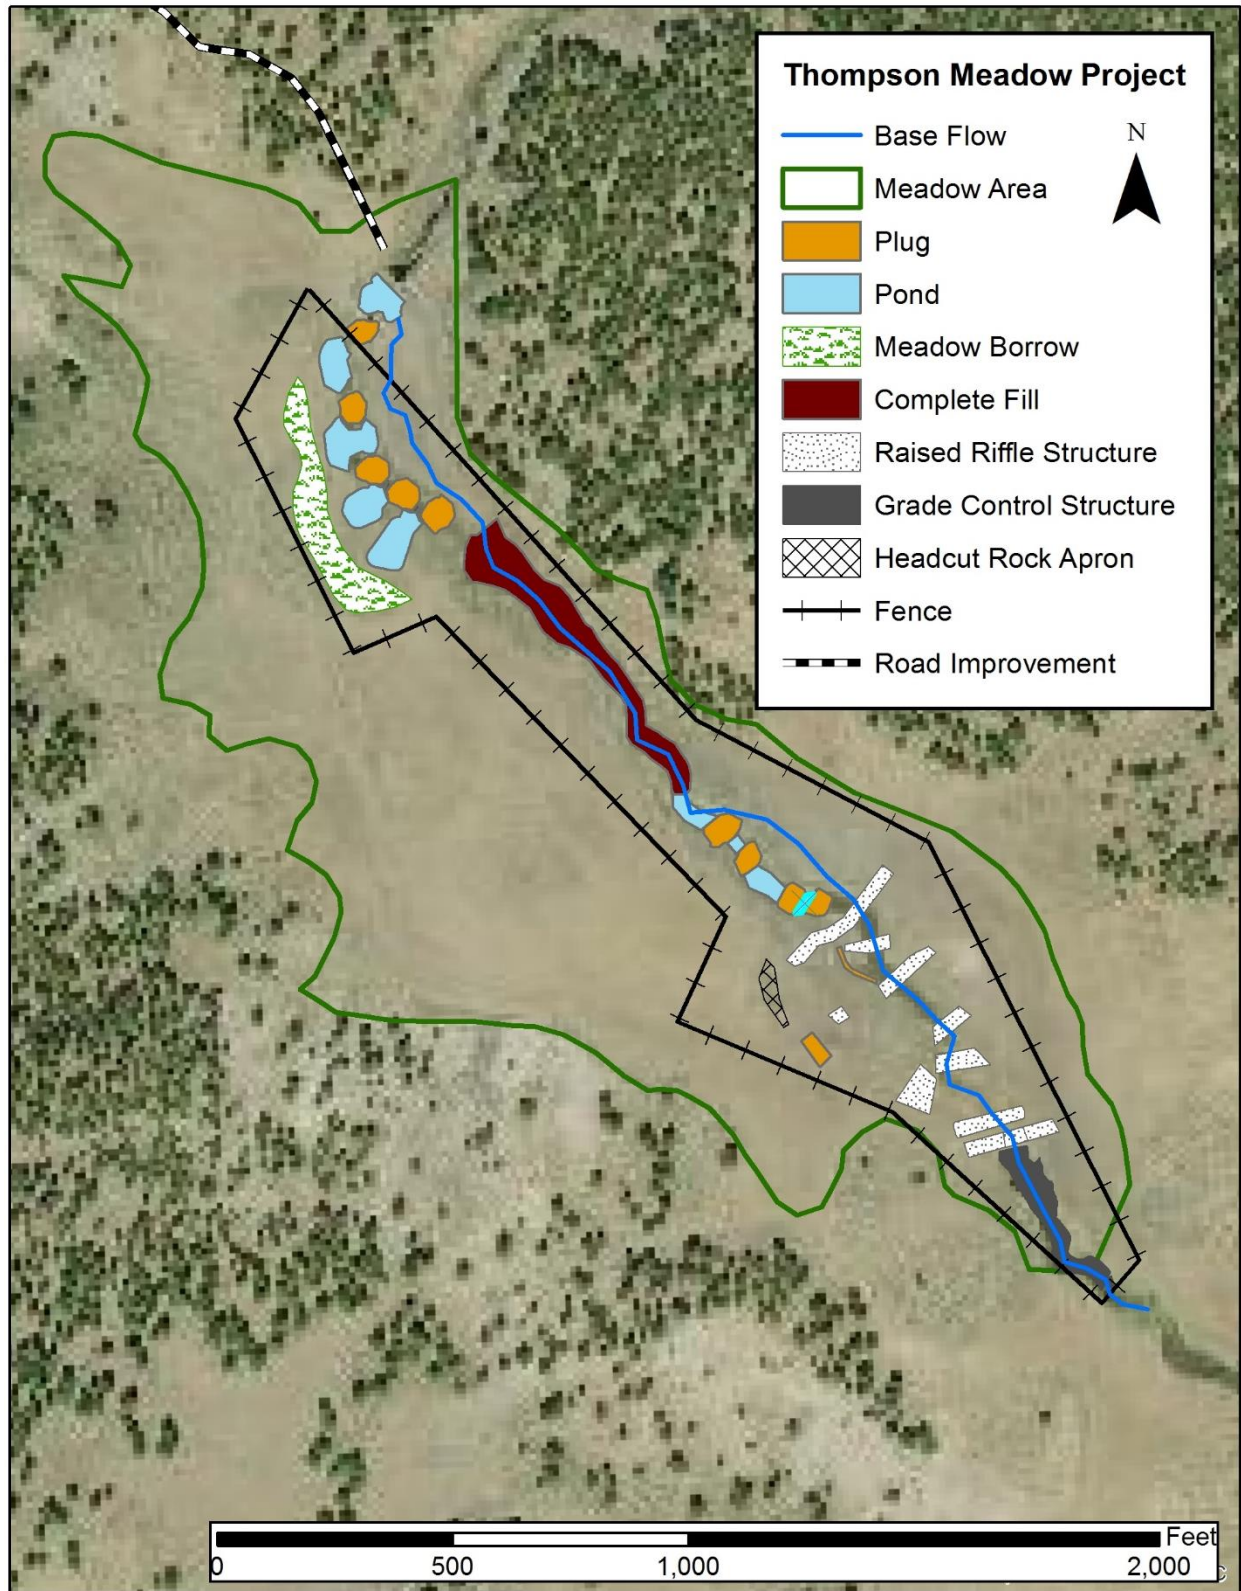 Thompson Meadow Project
N
Base Flow
Meadow Area
Plug
Pond
Meadow Borrow
Complete Fill
Raised Riffle Structure
Grade Control Structure
Headcut Rock Apron
Fence
Road Improvement
Feet
0 500 1,000 2,000